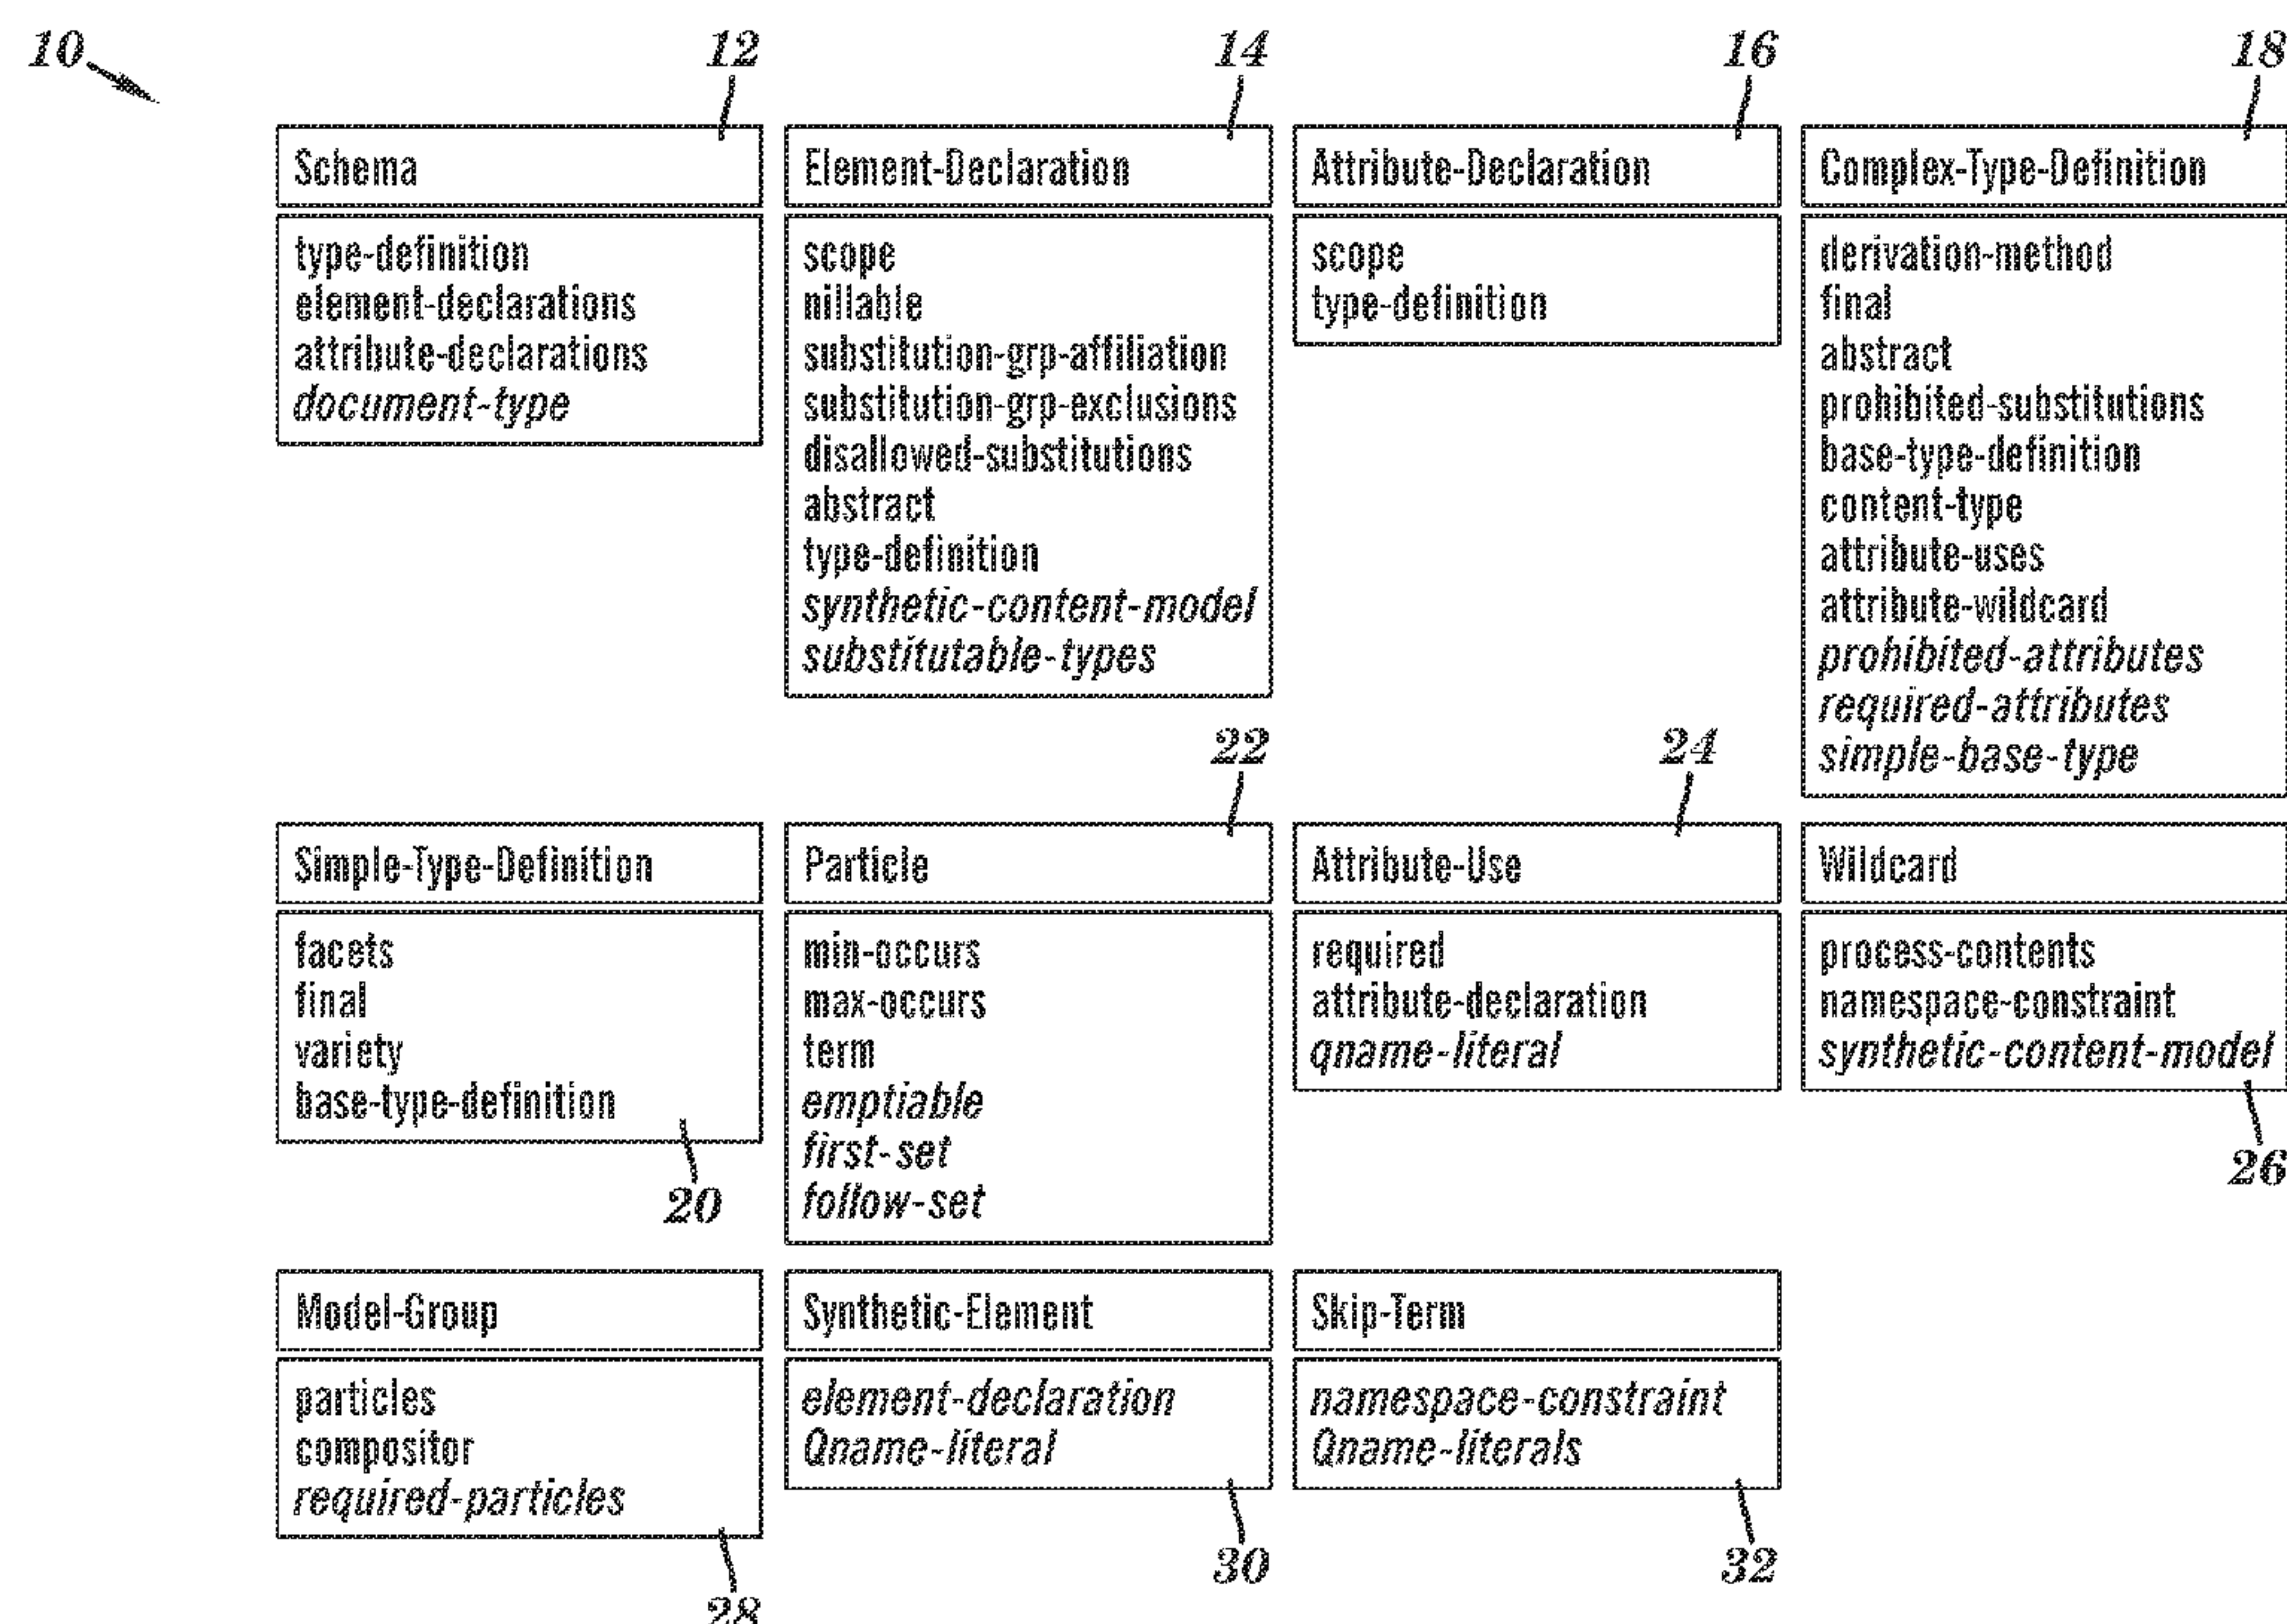 10
12
14
16
18
Schema
type-definition
element-declarations
attribute-declarations
document-type
Element-Declaration
scope
nillable
substitution-grp-affiliation
substitution-grp-exclusions
disallowed-substitutions
abstract
type-definition
synthetic-content-model
substitutable-types
Attribute-Declaration
scope
type-definition
Complex-Type-Definition
derivation-method
final
abstract
prohibited-substitutions
base-type-definition
content-type
attribute-uses
attribute-wildcard
prohibited-attributes
required-attributes
simple-base-type
22
24
Simple-Type-Definition
facets
final
variety
base-type-definition
20
Particle
min-occurs
max-occurs
term
emptiable
first-set
follow-set
Attribute-Use
required
attribute-declaration
qname-literal
Wildcard
process-contents
namespace-constraint
synthetic-content-model
26
Model-Group
particles
compositor
required-particles
28
Synthetic-Element
element-declaration
Qname-literal
30
Skip-Term
namespace-constraint
Qname-literals
32